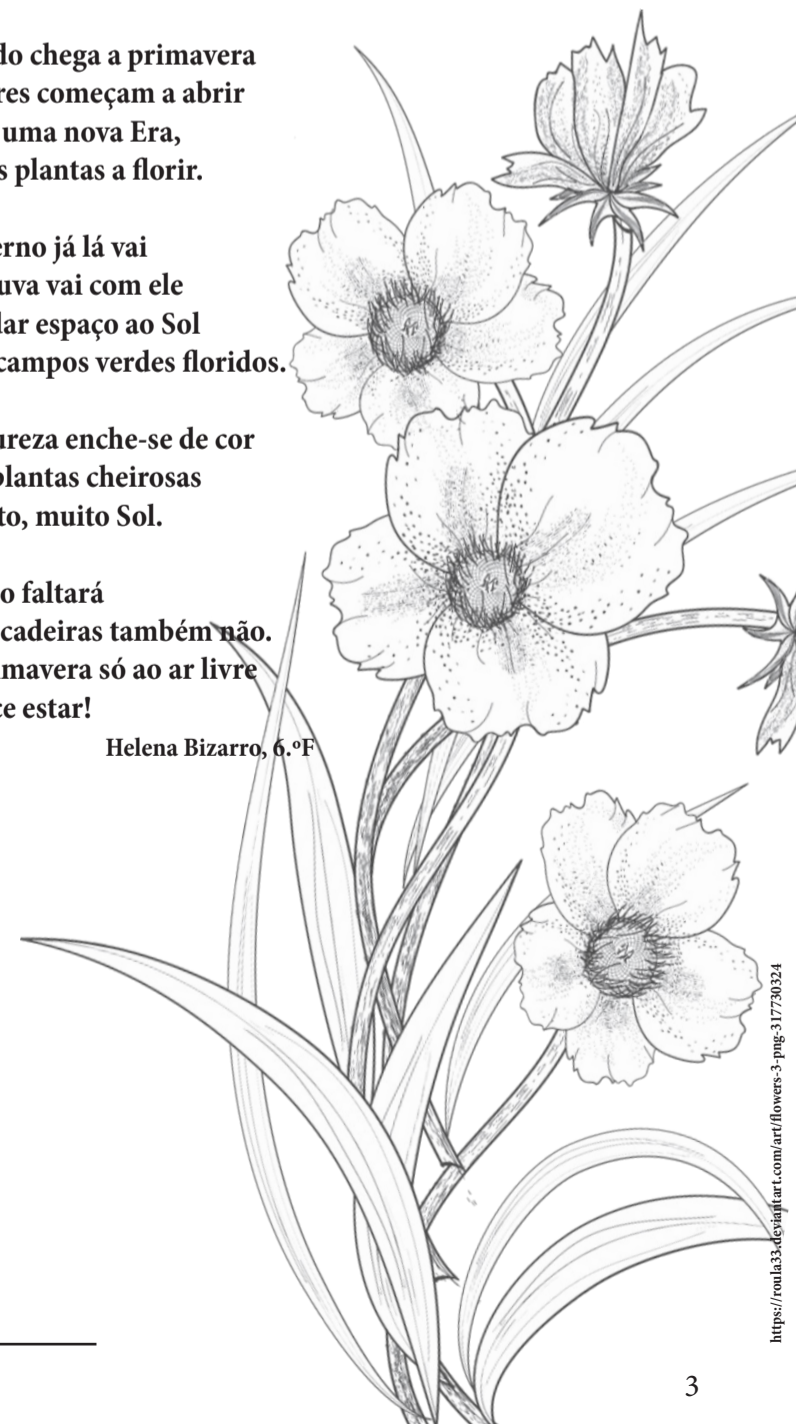 do chega a primavera
res começam a abrir
uma nova Era,
s plantas a florir.
erno já lá vai
uva vai com ele
lar espaço ao Sol
campos verdes floridos.
ureza enche-se de cor
plantas cheirosas
to, muito Sol.
o faltará
cadeiras também não.
mavera só ao ar livre
ce estar!
Helena Bizarro, 6.ºF
https://roula33.deviantart.com/art/flowers-3-png-317730324
3